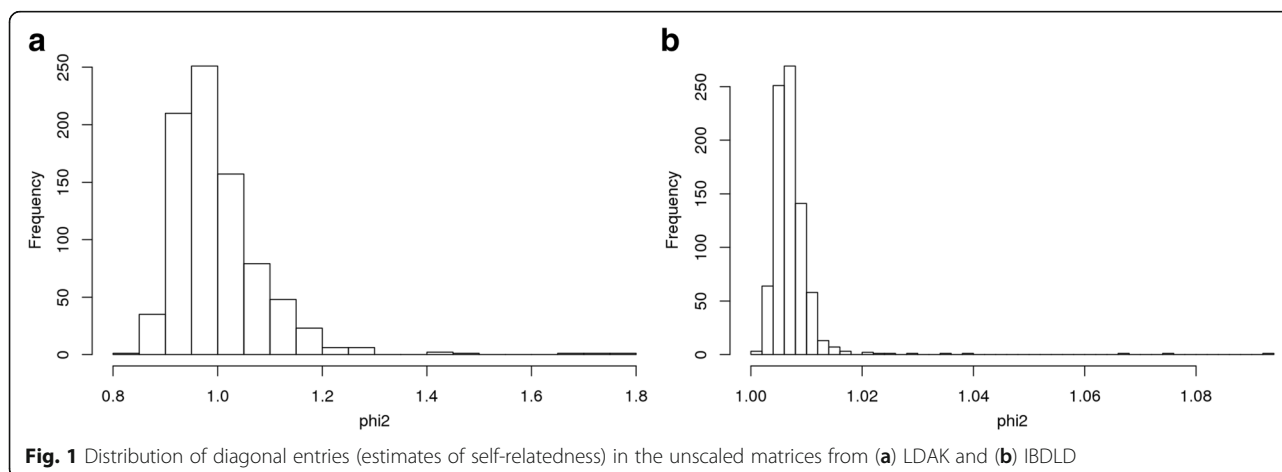 a
250
200
150
100
50
0
Frequency
0.8 1.0 1.2 1.4 1.6 1.8
phi2
b
250
200
150
100
50
0
Frequency
1.00 1.02 1.04 1.06 1.08
phi2
Fig. 1 Distribution of diagonal entries (estimates of self-relatedness) in the unscaled matrices from (a) LDAK and (b) IBDLD